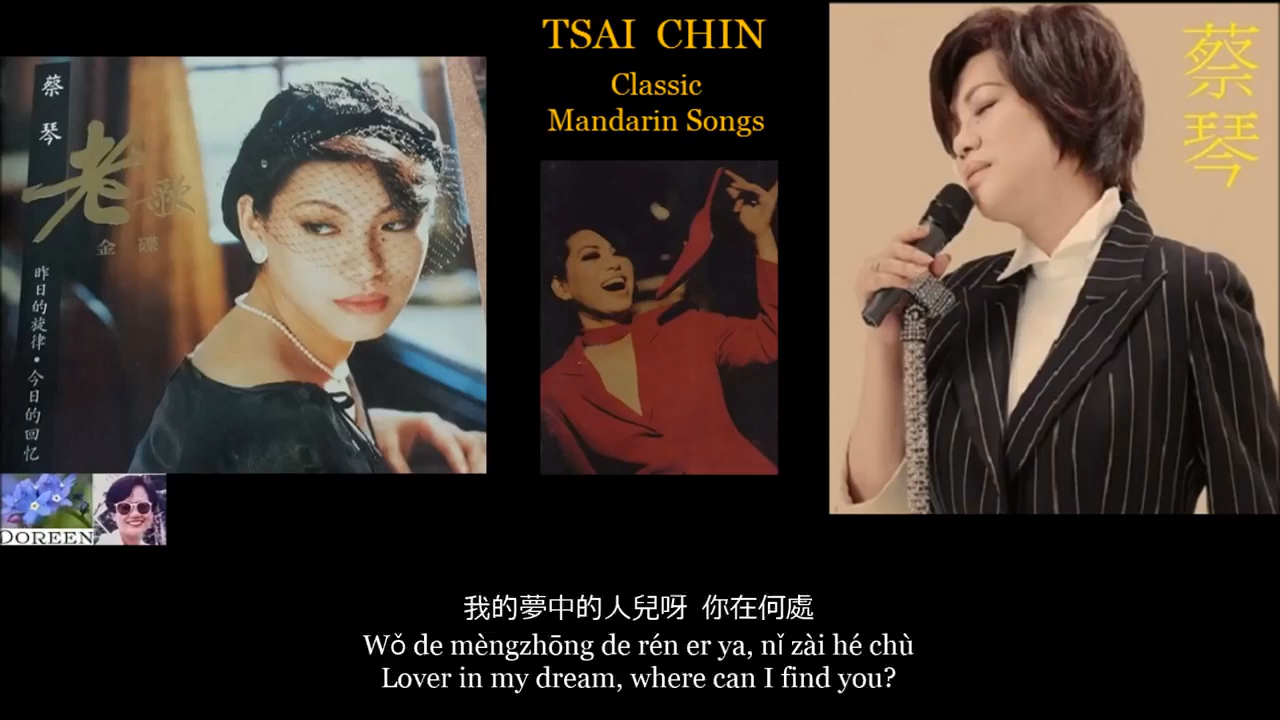 TSAI CHIN
Classic
Mandarin Songs
蔡琴
老歌
金碟
昨日的旋律•今日的回忆
蔡琴
DOREEN
我的夢中的人兒呀 你在何處
Wǒ de mèngzhōng de rén er ya, nǐ zài hé chù
Lover in my dream, where can I find you?